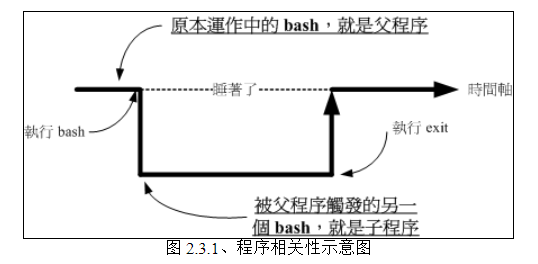 原本運作中的 bash，就是父程序
睡著了
時間軸
執行 bash
執行 exit
被父程序觸發的另一
個 bash，就是子程序
图 2.3.1、程序相关性示意图